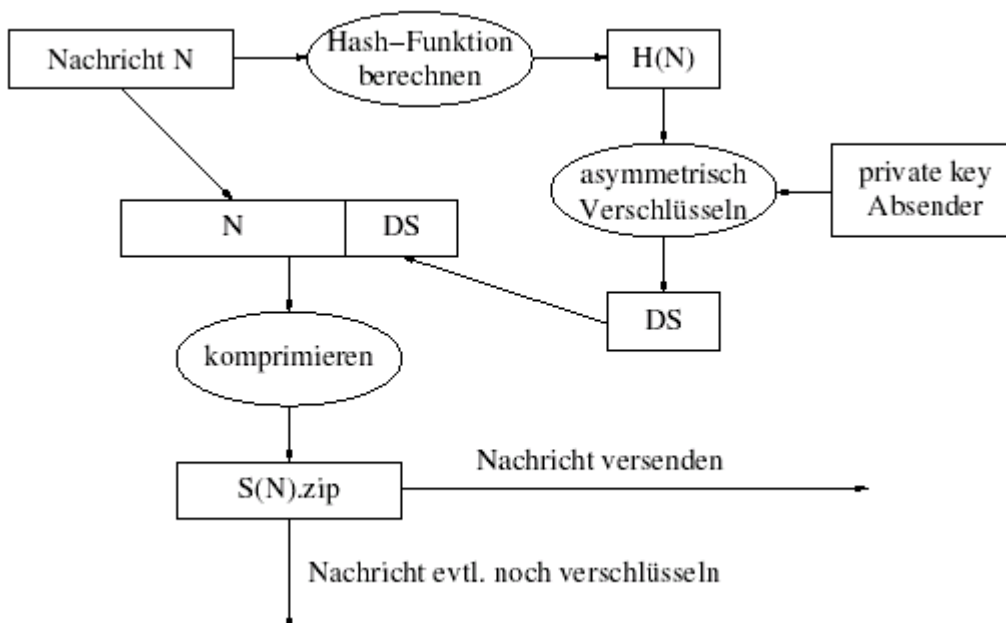 Nachricht N
Hash–Funktion
berechnen
H(N)
asymmetrisch
Verschlüsseln
private key
Absender
N
DS
DS
komprimieren
S(N).zip
Nachricht versenden
Nachricht evtl. noch verschlüsseln